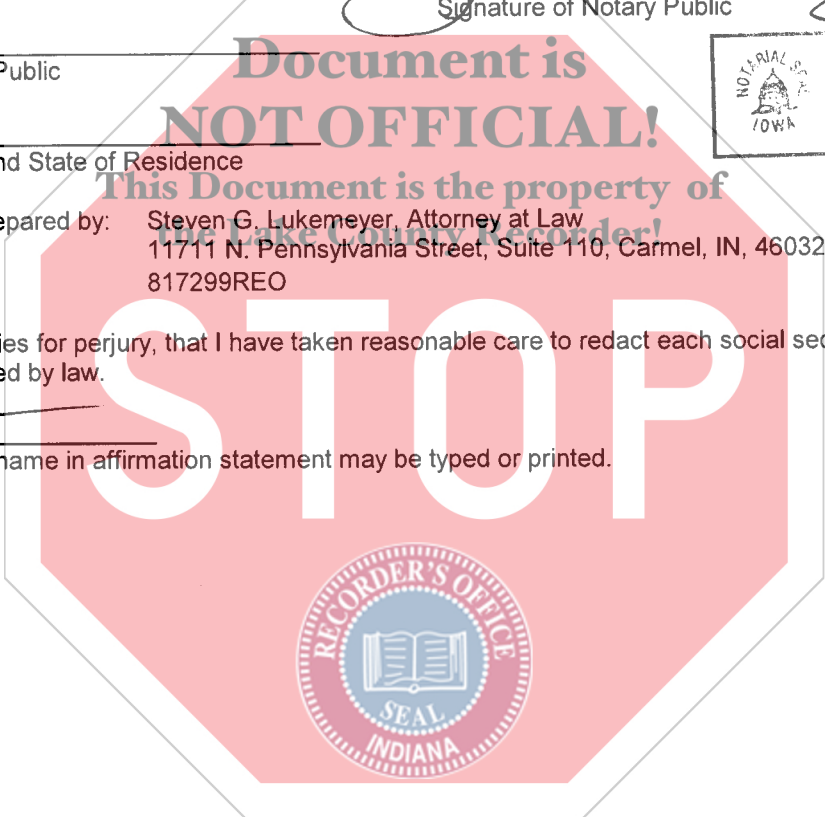 Signature of Notary Public
Public
NOTARIAL SEAL
IOWA
Document is
NOT OFFICIAL!
nd State of Residence
This Document is the property of
the Lake County Recorder!
epared by: Steven G. Lukemeyer, Attorney at Law
11711 N. Pennsylvania Street, Suite 110, Carmel, IN, 46032
817299REO
ies for perjury, that I have taken reasonable care to redact each social sec
ed by law.
name in affirmation statement may be typed or printed.
STOP
RECORDER'S OFFICE
SEAL
INDIANA